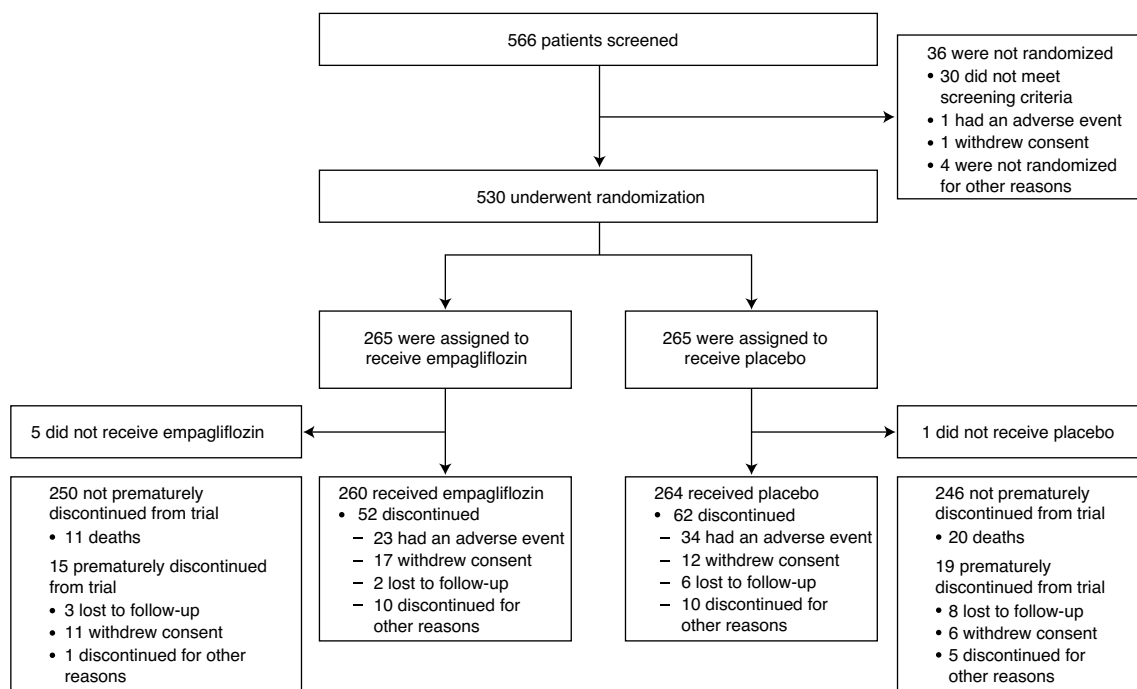 566 patients screened
36 were not randomized
• 30 did not meet
screening criteria
• 1 had an adverse event
• 1 withdrew consent
• 4 were not randomized
for other reasons
530 underwent randomization
265 were assigned to
receive empagliflozin
265 were assigned to
receive placebo
5 did not receive empagliflozin
1 did not receive placebo
250 not prematurely
discontinued from trial
• 11 deaths
15 prematurely discontinued
from trial
• 3 lost to follow-up
• 11 withdrew consent
• 1 discontinued for other
reasons
260 received empagliflozin
• 52 discontinued
– 23 had an adverse event
– 17 withdrew consent
– 2 lost to follow-up
– 10 discontinued for
other reasons
264 received placebo
• 62 discontinued
– 34 had an adverse event
– 12 withdrew consent
– 6 lost to follow-up
– 10 discontinued for
other reasons
246 not prematurely
discontinued from trial
• 20 deaths
19 prematurely
discontinued from trial
• 8 lost to follow-up
• 6 withdrew consent
• 5 discontinued for
other reasons